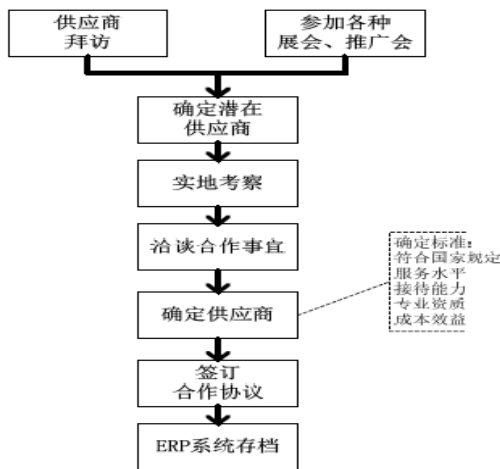 供应商
拜访
参加各种
展会、推广会
确定潜在
供应商
实地考察
洽谈合作事宜
确定供应商
确定标准:
符合国家规定
服务水平
接待能力
专业资质
成本效益
签订
合作协议
ERP系统存档